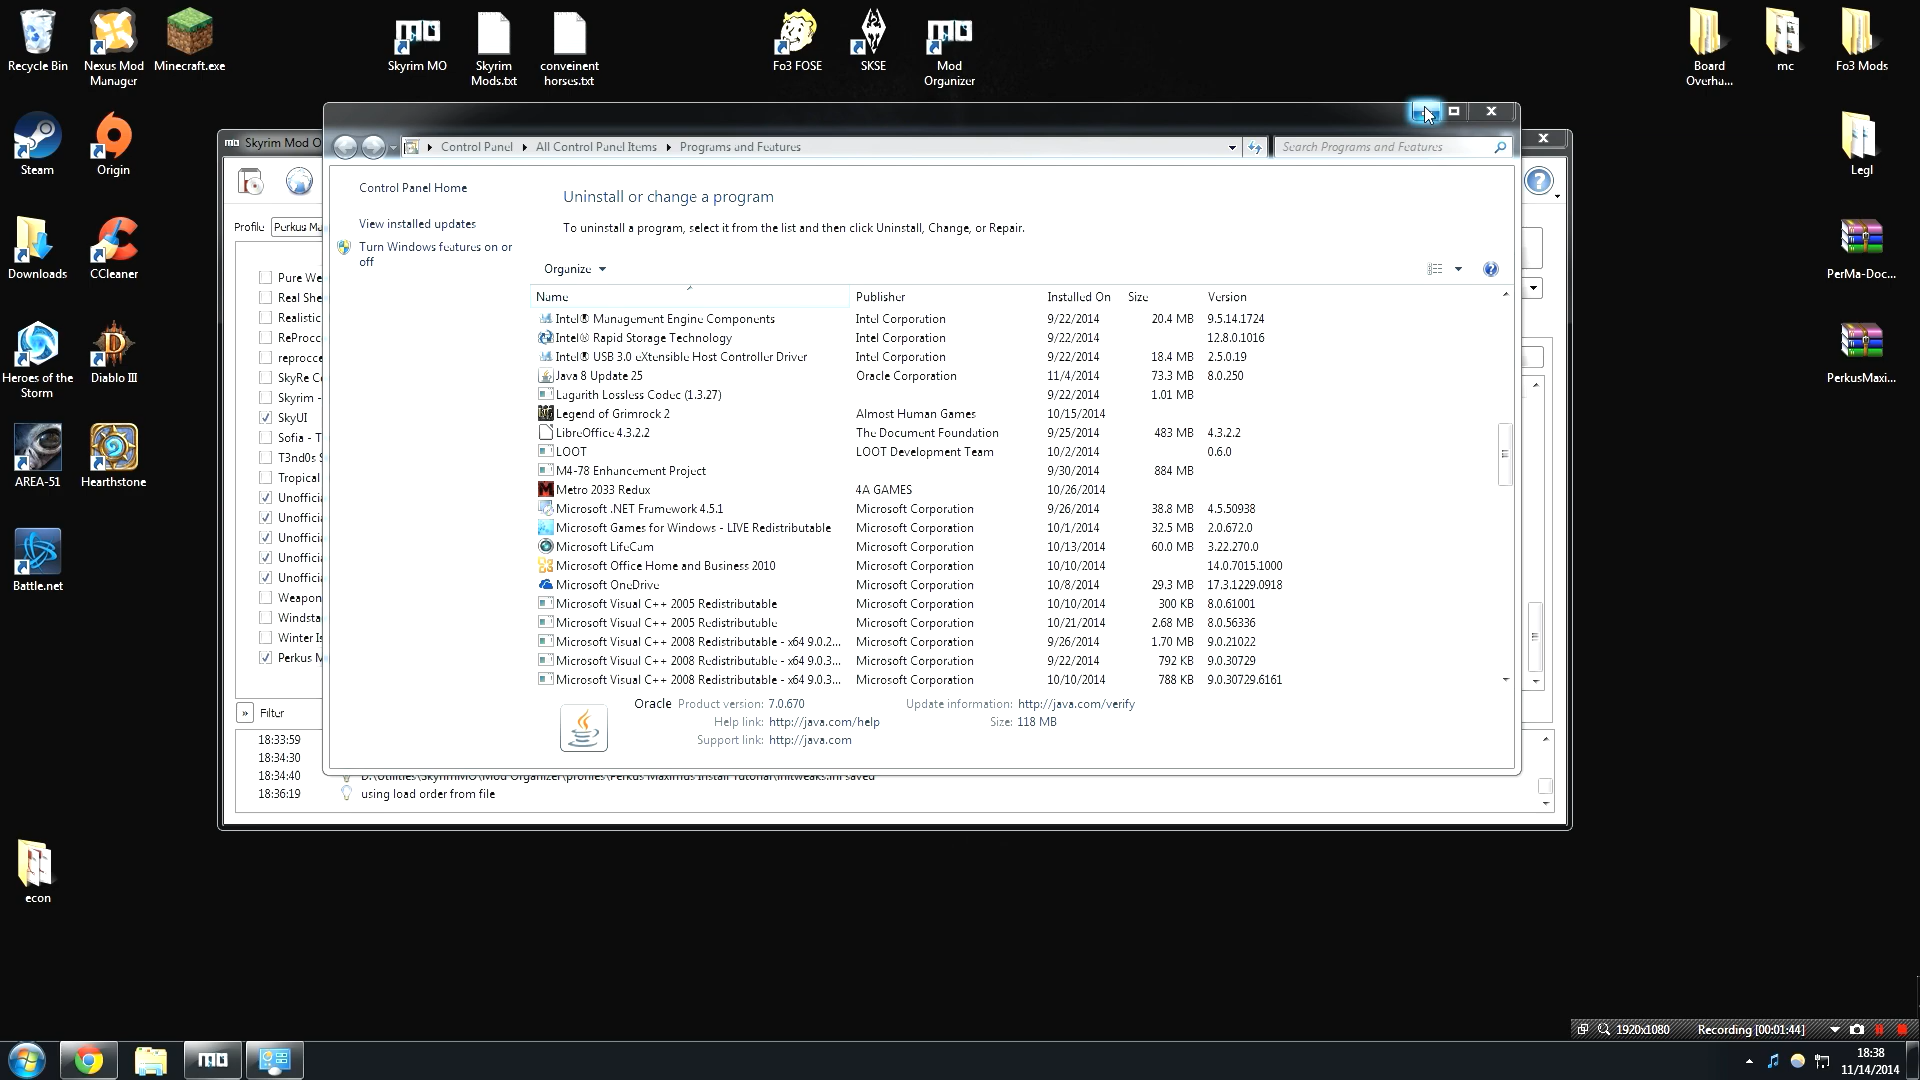 Recycle Bin
Nexus Mod Manager
Minecraft.exe
Skyrim MO
Skyrim Mods.txt
conveinent horses.txt
Fo3 FOSE
SKSE
Mod Organizer
Board Overha...
mc
Fo3 Mods
Steam
Origin
Legl
Downloads
CCleaner
PerMa-Doc...
Heroes of the Storm
Diablo III
PerkusMaxi...
AREA-51
Hearthstone
Battle.net
econ
Skyrim Mod O
Profile Perkus Ma
Pure We
Real She
Realistic
ReProcc
reprocce
SkyRe Co
Skyrim -
SkyUI
Sofia - T
T3nd0s S
Tropical
Unofficia
Unofficia
Unofficia
Unofficia
Unofficia
Weapon
Windsta
Winter Is
Perkus M
» Filter
18:33:59
18:34:30
18:34:40 D:\Utilities\SkyrimMO\Mod Organizer\profiles\Perkus Maximus Install Tutorial\initweaks.ini saved
18:36:19 using load order from file
Control Panel All Control Panel Items Programs and Features
Search Programs and Features
Control Panel Home
View installed updates
Turn Windows features on or off
Uninstall or change a program
To uninstall a program, select it from the list and then click Uninstall, Change, or Repair.
Organize
Name Publisher Installed On Size Version
Intel® Management Engine Components Intel Corporation 9/22/2014 20.4 MB 9.5.14.1724
Intel® Rapid Storage Technology Intel Corporation 9/22/2014 12.8.0.1016
Intel® USB 3.0 eXtensible Host Controller Driver Intel Corporation 9/22/2014 18.4 MB 2.5.0.19
Java 8 Update 25 Oracle Corporation 11/4/2014 73.3 MB 8.0.250
Lagarith Lossless Codec (1.3.27) 9/22/2014 1.01 MB
Legend of Grimrock 2 Almost Human Games 10/15/2014
LibreOffice 4.3.2.2 The Document Foundation 9/25/2014 483 MB 4.3.2.2
LOOT LOOT Development Team 10/2/2014 0.6.0
M4-78 Enhancement Project 9/30/2014 884 MB
Metro 2033 Redux 4A GAMES 10/26/2014
Microsoft .NET Framework 4.5.1 Microsoft Corporation 9/26/2014 38.8 MB 4.5.50938
Microsoft Games for Windows - LIVE Redistributable Microsoft Corporation 10/1/2014 32.5 MB 2.0.672.0
Microsoft LifeCam Microsoft Corporation 10/13/2014 60.0 MB 3.22.270.0
Microsoft Office Home and Business 2010 Microsoft Corporation 10/10/2014 14.0.7015.1000
Microsoft OneDrive Microsoft Corporation 10/8/2014 29.3 MB 17.3.1229.0918
Microsoft Visual C++ 2005 Redistributable Microsoft Corporation 10/10/2014 300 KB 8.0.61001
Microsoft Visual C++ 2005 Redistributable Microsoft Corporation 10/21/2014 2.68 MB 8.0.56336
Microsoft Visual C++ 2008 Redistributable - x64 9.0.2... Microsoft Corporation 9/26/2014 1.70 MB 9.0.21022
Microsoft Visual C++ 2008 Redistributable - x64 9.0.3... Microsoft Corporation 9/22/2014 792 KB 9.0.30729
Microsoft Visual C++ 2008 Redistributable - x64 9.0.3... Microsoft Corporation 10/10/2014 788 KB 9.0.30729.6161
Oracle Product version: 7.0.670 Update information: http://java.com/verify
Help link: http://java.com/help Size: 118 MB
Support link: http://java.com
1920x1080 Recording [00:01:44]
18:38
11/14/2014